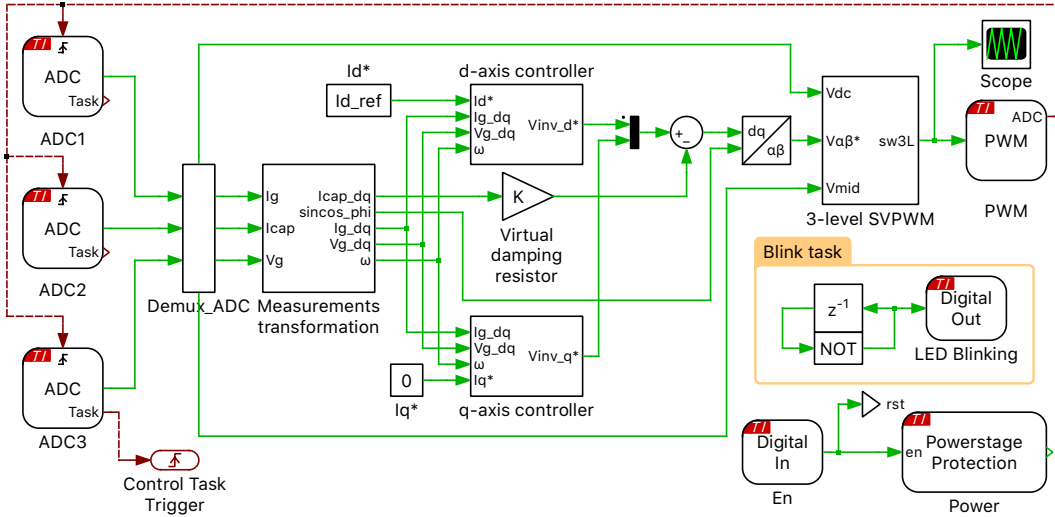 TI
ADC
Task
ADC1
TI
ADC
Task
ADC2
TI
ADC
Task
ADC3
Control Task
Trigger
Demux_ADC
Ig
Icap
Vg
Icap_dq
sincos_phi
Ig_dq
Vg_dq
ω
Measurements
transformation
Id*
Id_ref
d-axis controller
Id*
Ig_dq
Vg_dq
ω
Vinv_d*
K
Virtual
damping
resistor
Ig_dq
Vg_dq
ω
Iq*
Vinv_q*
q-axis controller
0
Iq*
+
−
dq
αβ
Vdc
Vαβ*
Vmid
sw3L
3-level SVPWM
Scope
TI
ADC
PWM
PWM
Blink task
z-1
NOT
TI
Digital
Out
LED Blinking
TI
Digital
In
En
rst
TI
en
Powerstage
Protection
Power